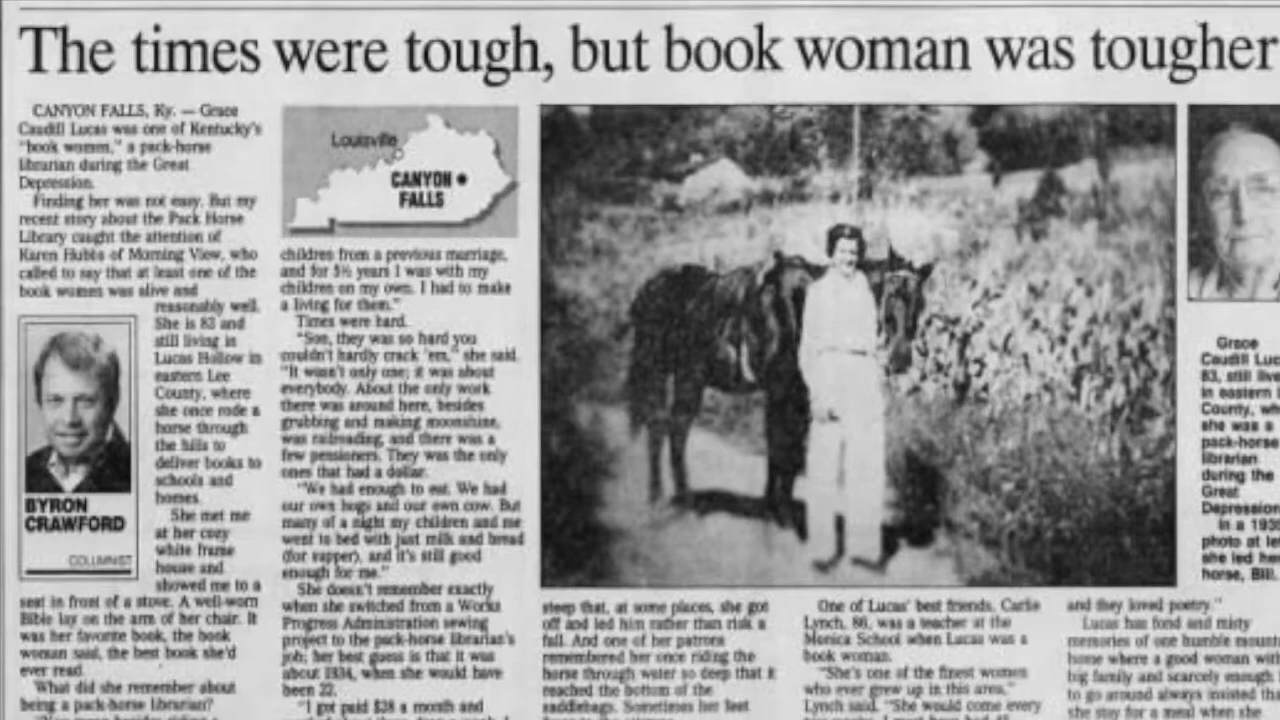 The times were tough, but book woman was tougher
CANYON FALLS, Ky. — Grace
Caudill Lucas was one of Kentucky's
"book women," a pack-horse
librarian during the Great
Depression.
Finding her was not easy. But my
recent story about the Pack Horse
Library caught the attention of
Karen Hubbs of Morning View, who
called to say that at least one of the
book women was alive and
reasonably well.
She is 82 and
still living in
Lucas Hollow in
eastern Lee
County, where
she once rode a
horse through
the hills to
deliver books to
schools and
homes.
She met me
at her cozy
white frame
house and
showed me to a
seat in front of a stove. A well-worn
Bible lay on the arm of her chair. It
was her favorite book, the book
woman said, the best book she'd
ever read.
What did she remember about
being a pack-horse librarian?
BYRON
CRAWFORD
COLUMNIST
Louisville
CANYON
FALLS
children from a previous marriage,
and for 5½ years I was with my
children on my own. I had to make
a living for them."
Times were hard.
"Son, they was so hard you
couldn't hardly crack 'em," she said.
"It wasn't only one; it was about
everybody. About the only work
there was around here, besides
grubbing and making moonshine,
was railroading, and there was a
few pensioners. They was the only
ones that had a dollar.
"We had enough to eat. We had
our own hogs and our own cow. But
many of a night my children and me
went to bed with just milk and bread
(for supper), and it's still good
enough for me."
She doesn't remember exactly
when she switched from a Works
Progress Administration sewing
project to the pack-horse librarian's
job; her best guess is that it was
about 1934, when she would have
been 22.
"I got paid $28 a month and
steep that, at some places, she got
off and led him rather than risk a
fall. And one of her patrons
remembered her once riding the
horse through water so deep that it
reached the bottom of the
saddlebags. Sometimes her feet
One of Lucas' best friends, Carlie
Lynch, 86, was a teacher at the
Monica School when Lucas was a
book woman.
"She's one of the finest women
who ever grew up in this area,"
Lynch said. "She would come every
and they loved poetry."
Lucas has fond and misty
memories of one humble mount
home where a good woman with
big family and scarcely enough
to go around always insisted tha
she stay for a meal when she
Grace
Caudill Luc
83, still live
in eastern
County, wh
she was a
pack-horse
librarian
during the
Great
Depression
In a 193
photo at le
she led he
horse, Bill.